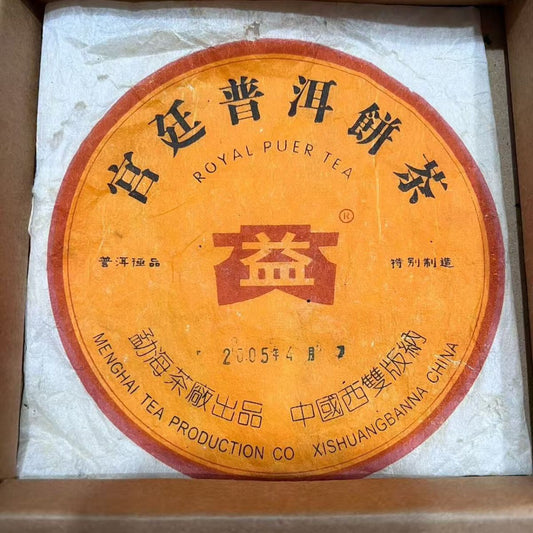 宫廷普洱餅茶
ROYAL PUER TEA
®
益
普洱極品
特别制造
2005年4月
勐海茶廠出品 中國西雙版納
MENGHAI TEA PRODUCTION CO XISHUANGBANNA, CHINA